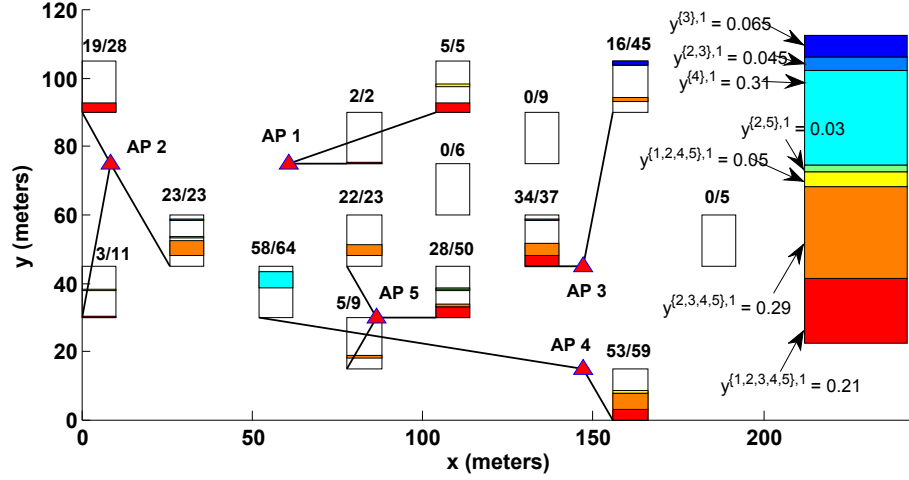 19/28
5/5
16/45
2/2
0/9
AP 2
AP 1
0/6
23/23
22/23
34/37
0/5
3/11
58/64
28/50
5/9
AP 5
AP 3
AP 4
53/59
y{3},1 = 0.065
y{2,3},1 = 0.045
y{4},1 = 0.31
y{2,5},1 = 0.03
y{1,2,4,5},1 = 0.05
y{2,3,4,5},1 = 0.29
y{1,2,3,4,5},1 = 0.21
120
100
80
60
40
20
0
y (meters)
0 50 100 150 200
x (meters)